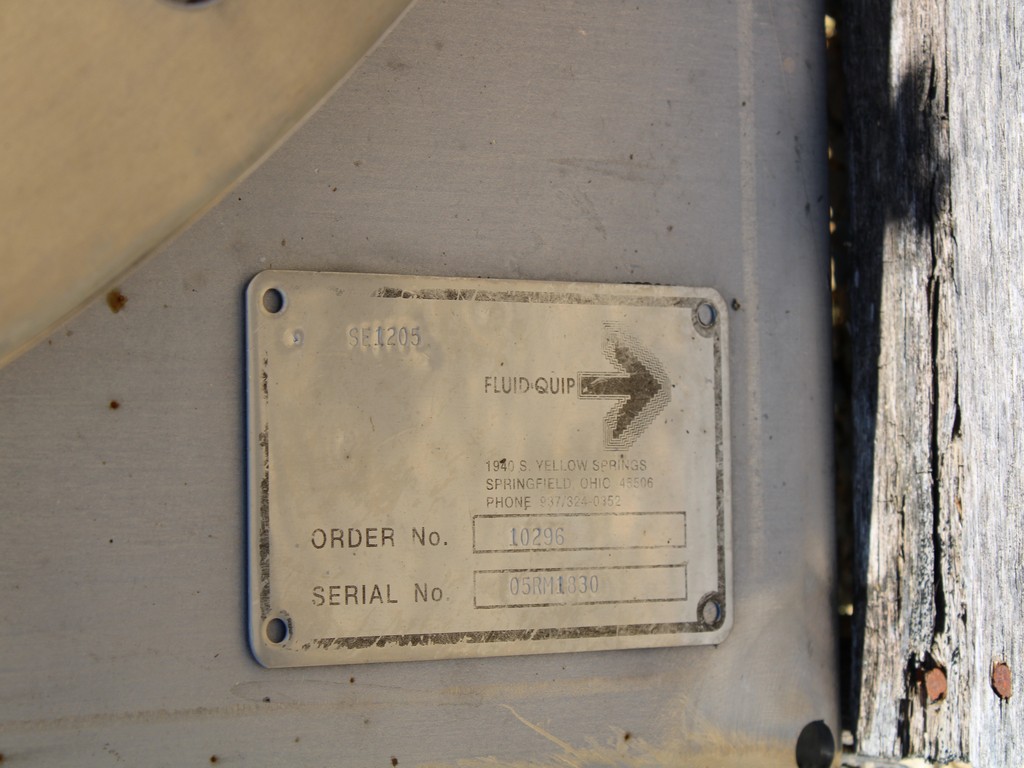 SE1205
FLUID QUIP
1940 S. YELLOW SPRINGS
SPRINGFIELD, OHIO 45506
PHONE 937/324-0352
ORDER No. 10296
SERIAL No. 05RM1830